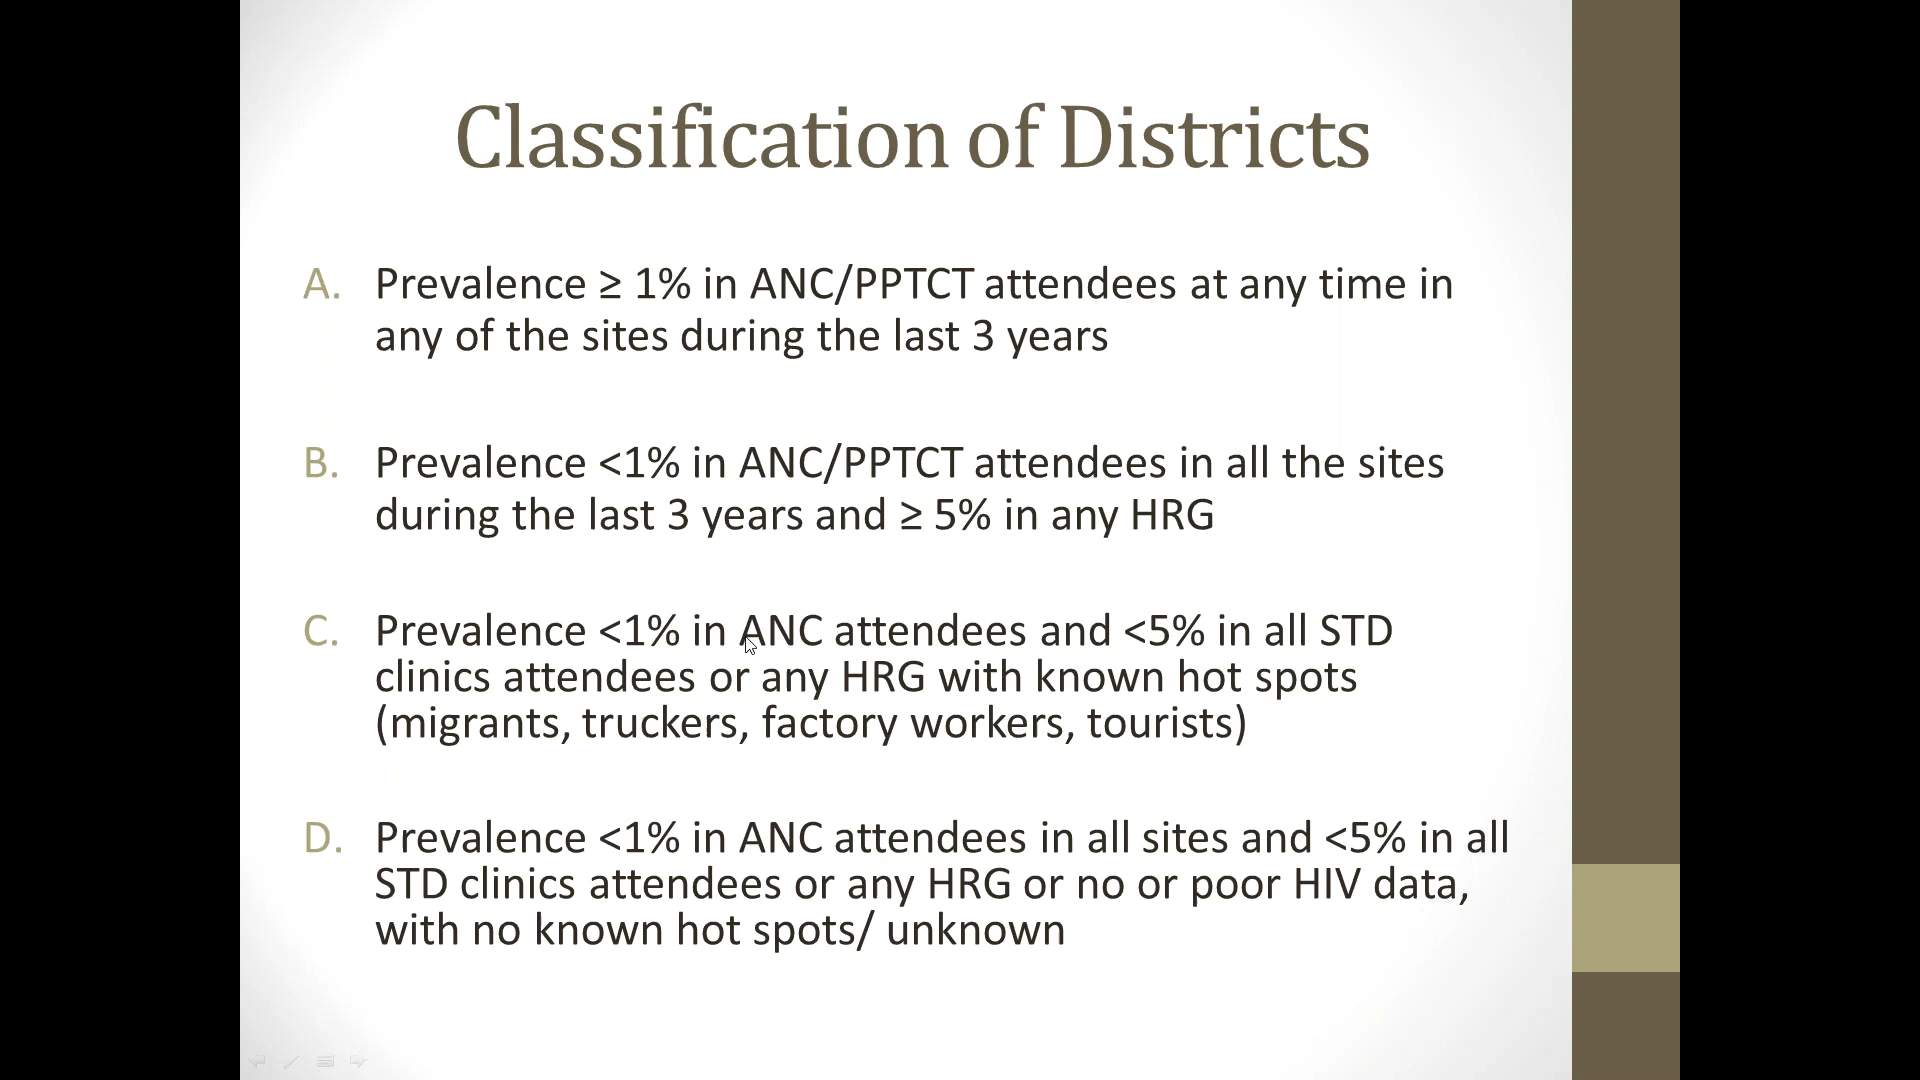 Classification of Districts
A. Prevalence ≥ 1% in ANC/PPTCT attendees at any time in
any of the sites during the last 3 years
B. Prevalence <1% in ANC/PPTCT attendees in all the sites
during the last 3 years and ≥ 5% in any HRG
C. Prevalence <1% in ANC attendees and <5% in all STD
clinics attendees or any HRG with known hot spots
(migrants, truckers, factory workers, tourists)
D. Prevalence <1% in ANC attendees in all sites and <5% in all
STD clinics attendees or any HRG or no or poor HIV data,
with no known hot spots/ unknown